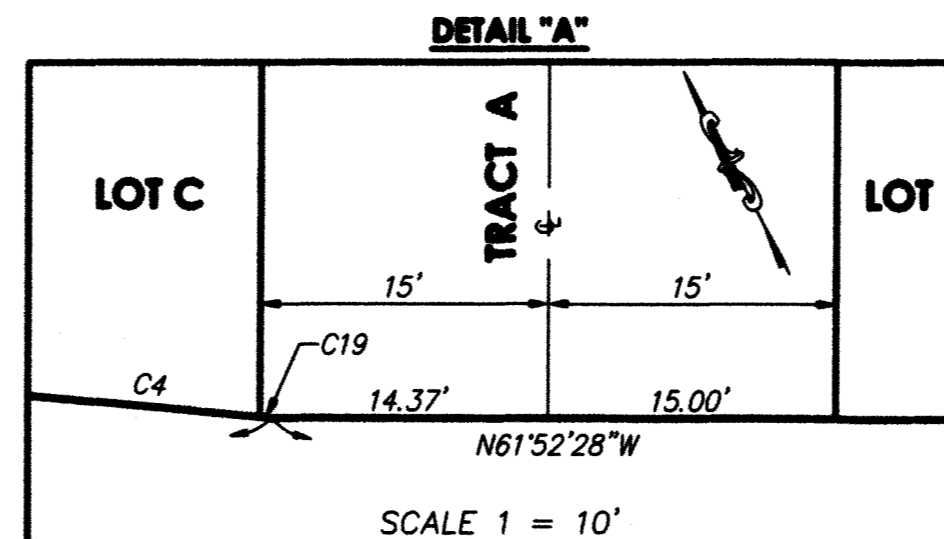 DETAIL "A"
LOT C
TRACT A
℄
LOT
15'
15'
C19
C4
14.37'
15.00'
N61°52'28"W
SCALE 1 = 10'